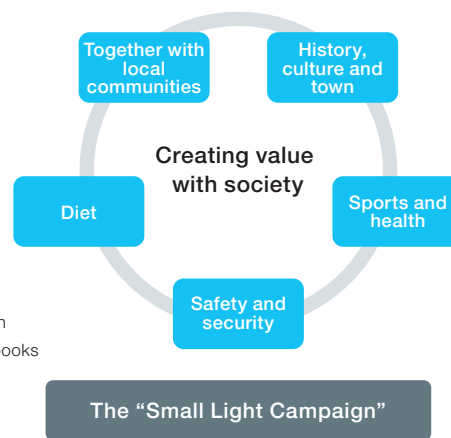 Together with
local
communities
History,
culture and
town
Creating value
with society
Diet
Sports and
health
Safety and
security
ooks
The “Small Light Campaign”